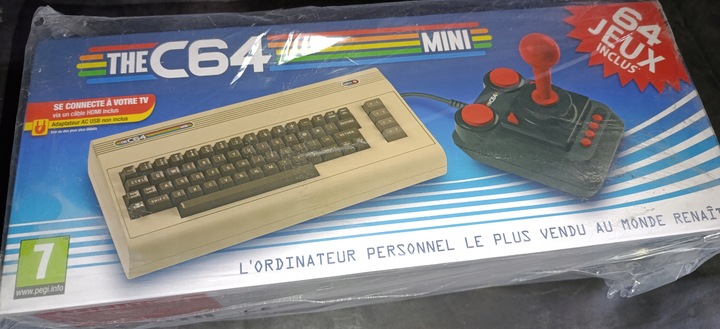 THEC64 MINI
64
JEUX
INCLUS
SE CONNECTE À VOTRE TV
via un câble HDMI inclus
Adaptateur AC USB non inclus
THEC64
7
www.pegi.info
L'ORDINATEUR PERSONNEL LE PLUS VENDU AU MONDE RENAÎT